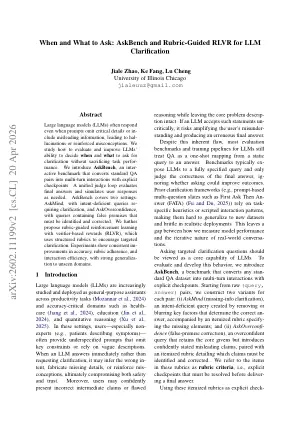 When and What to Ask: AskBench and Rubric-Guided RLVR for LLM
Clarification
Jiale Zhao, Ke Fang, Lu Cheng
University of Illinois Chicago
Abstract
Large language models (LLMs) often respond
even when prompts omit critical details or in-
clude misleading information, leading to hal-
lucinations or reinforced misconceptions. We
study how to evaluate and improve LLMs'
ability to decide when and what to ask for
clarification without sacrificing task perfor-
mance. We introduce AskBench, an inter-
active benchmark that converts standard QA
pairs into multi-turn interactions with explicit
checkpoints. A unified judge loop evaluates
final answers and simulates user responses as
needed. AskBench covers two settings:
AskMind, with intent-deficient queries re-
quiring clarification, and AskOverconfidence,
with queries containing false premises that
must be identified and corrected. We further
propose rubric-guided reinforcement learning
with verifier-based rewards (RLVR), which
uses structured rubrics to encourage targeted
clarification. Experiments show consistent im-
provements in accuracy, rubric adherence, and
interaction efficiency, with strong generaliza-
tion to unseen domains.
1 Introduction
Large language models (LLMs) are increasingly
studied and deployed as general-purpose assistants
across productivity tasks
and accuracy-critical domains such as health-
care (Jiang et al., 2024), education (Jin et al.,
2024), and quantitative reasoning (Xu et al.,
2025). In these settings, users—especially non-
experts (e.g., patients describing symptoms)—
often provide underspecified prompts that omit
key constraints or rely on vague descriptions.
When an LLM answers immediately rather than
requesting clarification, it may infer the wrong in-
tent, fabricate missing details, or reinforce mis-
conceptions, ultimately compromising both safety
and trust. Moreover, users may confidently
present incorrect intermediate claims or flawed
reasoning while leaving the core problem descrip-
tion intact. If an LLM accepts such statements un-
critically, it risks amplifying the user's misunder-
standing and producing an erroneous final answer.
Despite this inherent flaw, most existing
benchmarks and training pipelines for LLMs still
treat QA as a one-shot mapping from a static query
to an answer. Benchmarks typically expose LLMs
to a fully specified query and only
judge the correctness of the final answer, ignor-
ing whether asking could improve outcomes.
Prior clarification frameworks (e.g., prompt-based
multi-question slates such as First Ask Then An-
swer (FATA) (Fu and Du, 2025)) rely on task-
specific heuristics or scripted interaction patterns,
making them hard to generalize to new datasets
and brittle in realistic deployments. This leaves a
gap between how we measure model performance
and the iterative nature of real-world conversa-
tions.
Asking targeted clarification questions should
be viewed as a core capability of LLMs. To
evaluate and develop this behavior, we introduce
AskBench, a benchmark that converts any stan-
dard QA dataset into multi-turn interactions with
explicit checkpoints. Starting from raw (query,
answer) pairs, we construct two variants for
each pair: (i) AskMind (missing-info clarification),
an intent-deficient query created by removing or
blurring key factors that determine the correct an-
swer, accompanied by an itemized rubric specify-
ing the missing elements; and (ii) AskOvercon-
fidence (false-premise correction), an overconfident
query that retains the core givens but introduces
confidently stated misleading claims, paired with
an itemized rubric detailing which claims must be
identified and corrected. We refer to the items
in these rubrics as rubric criteria, i.e., explicit
checkpoints that must be resolved before deliver-
ing a final answer.
Using these itemized rubrics as explicit check-
arXiv:2602.11199v2 [cs.CL] 20 Apr 2026